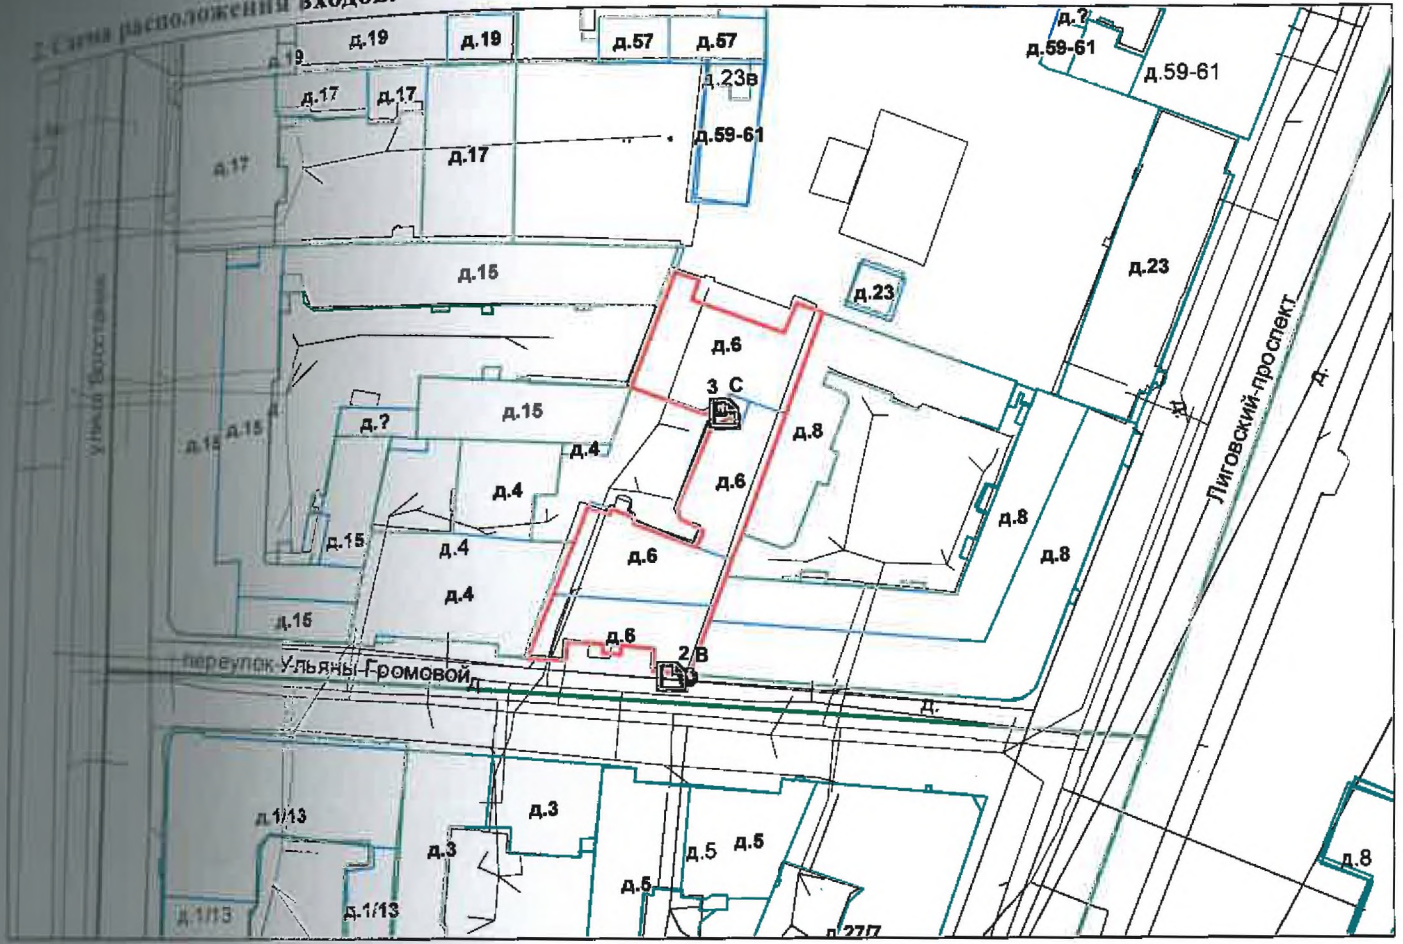 2. Схема расположения входов.
д.19
д.19
д.19
д.57
д.57
д.?
д.59-61
д.59-61
д.17
д.17
д.23в
д.17
д.17
д.59-61
д.15
д.23
д.23
д.6
3 С
д.15
д.?
д.15
д.15
д.4
д.8
д.4
д.6
д.8
д.15
д.4
д.6
д.8
д.4
д.15
д.6
2 В
улица Восстания
Лиговский-проспект
д.
д.
переулок-Ульяны-Громовой
д.
д.
д.1/13
д.3
д.3
д.5
д.5
д.5
д.8
д.1/13
д.1/13
д.27/7